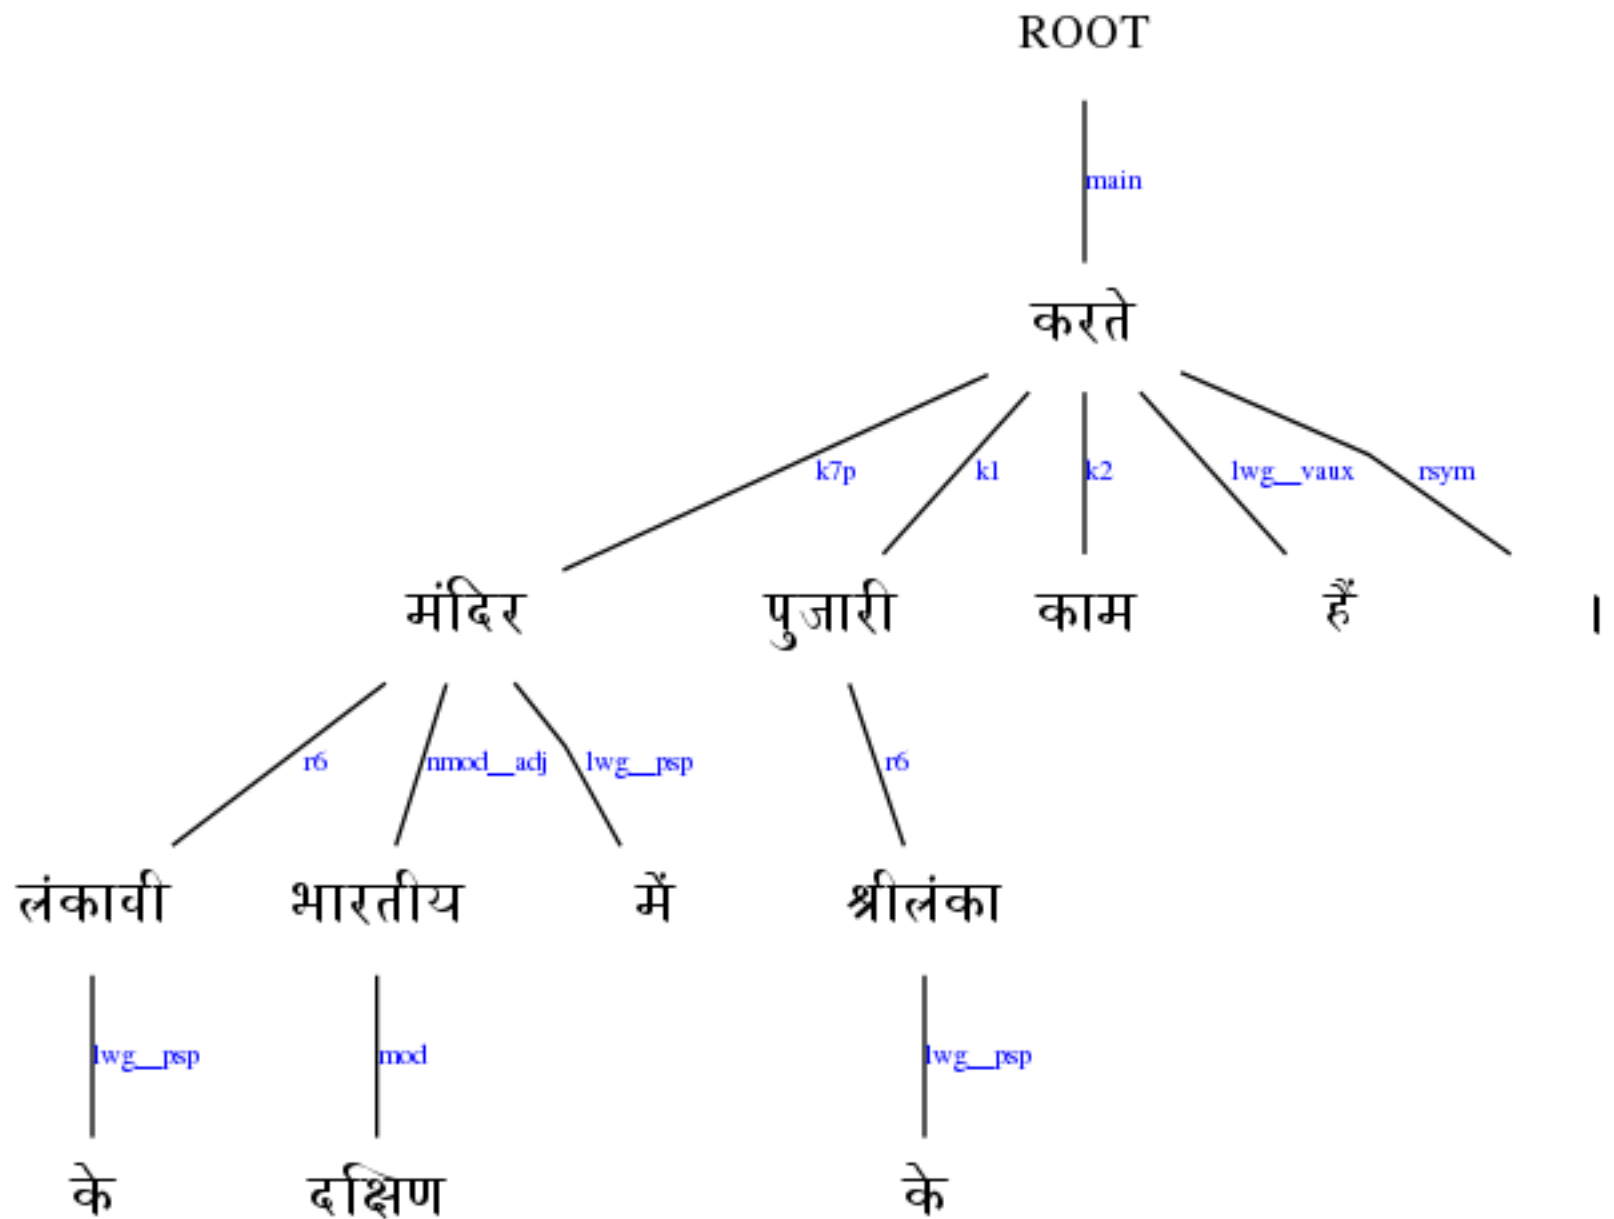 ROOT
main
करते
k7p k1 k2 lwg__vaux rsym
मंदिर पुजारी काम हैं ।
r6 nmod__adj lwg__psp r6
लंकावी भारतीय में श्रीलंका
lwg__psp mod lwg__psp
के दक्षिण के